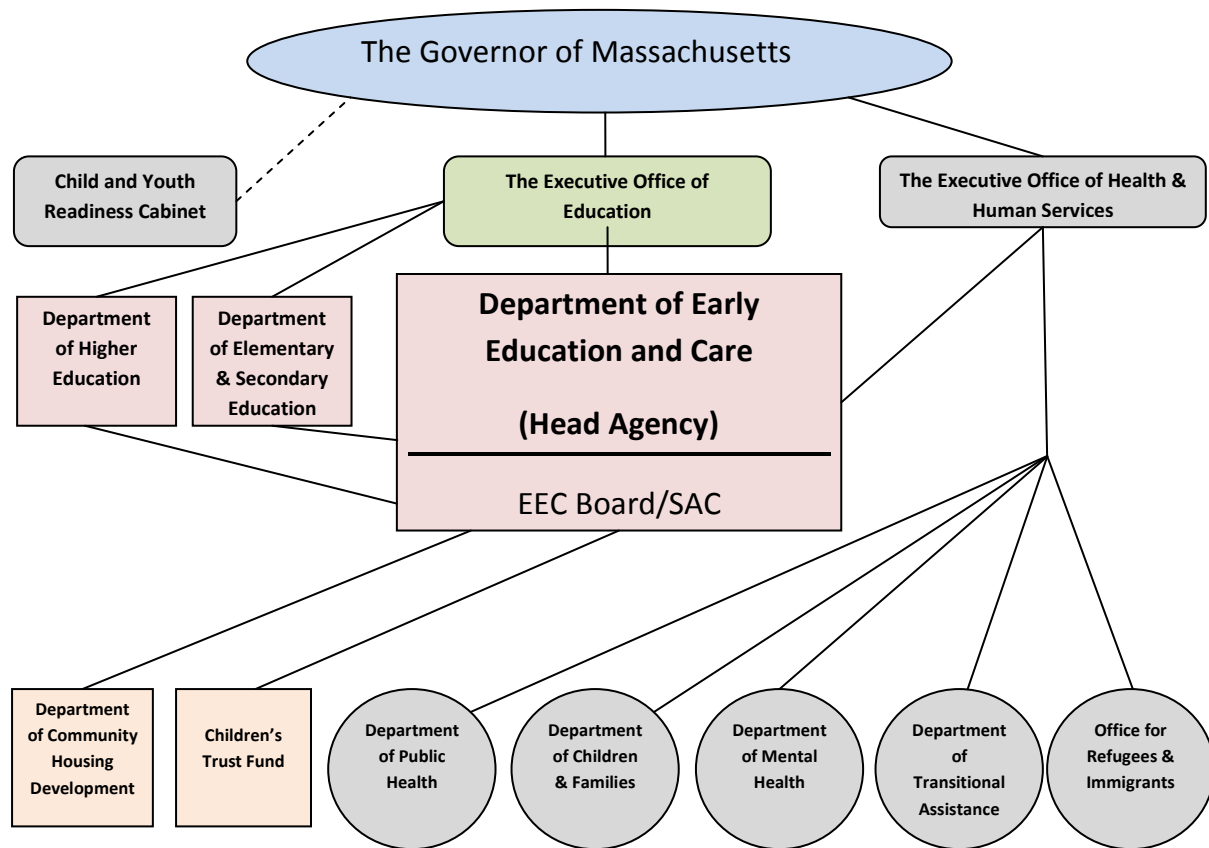 The Governor of Massachusetts
Child and Youth
Readiness Cabinet
The Executive Office of
Education
The Executive Office of Health &
Human Services
Department
of Higher
Education
Department
of Elementary
& Secondary
Education
Department of Early
Education and Care
(Head Agency)
EEC Board/SAC
Department
of Community
Housing
Development
Children’s
Trust Fund
Department
of Public
Health
Department
of Children
& Families
Department
of Mental
Health
Department
of
Transitional
Assistance
Office for
Refugees &
Immigrants